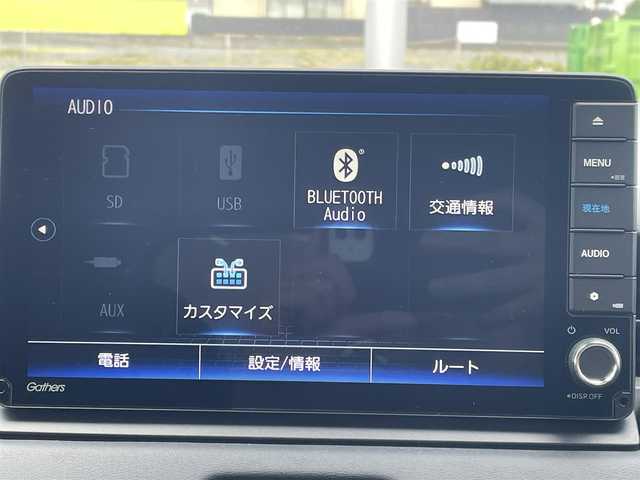 AUDIO
SD
USB
BLUETOOTH
Audio
交通情報
AUX
カスタマイズ
電話
設定/情報
ルート
Gathers
MENU
現在地
AUDIO
VOL
DISP OFF